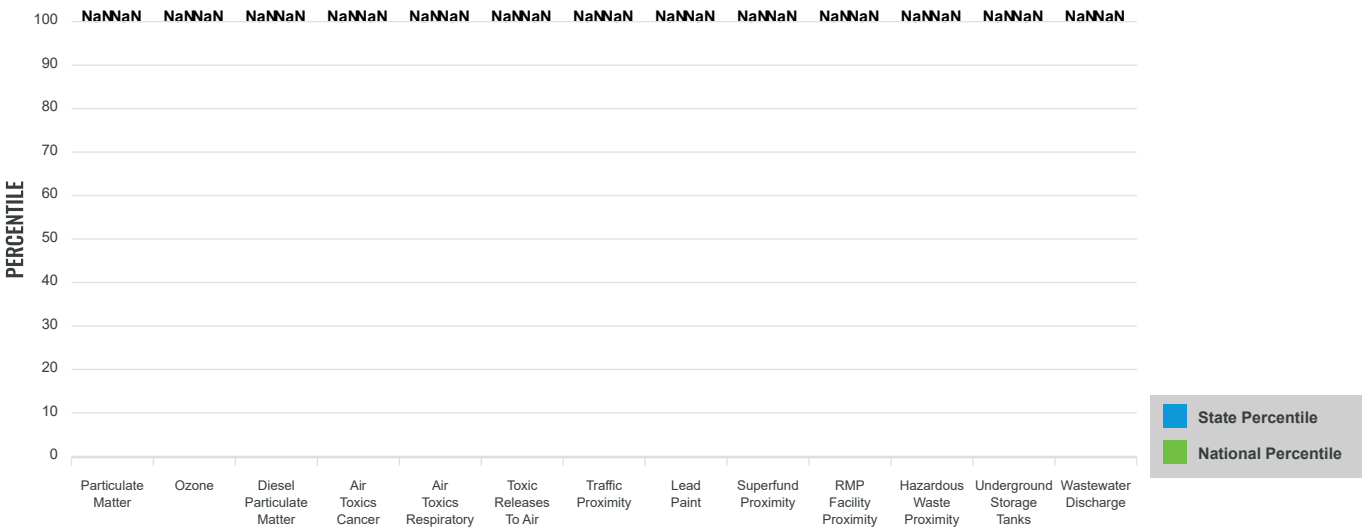 100
90
80
70
60
50
40
30
20
10
0
PERCENTILE
NaNNaN
NaNNaN
NaNNaN
NaNNaN
NaNNaN
NaNNaN
NaNNaN
NaNNaN
NaNNaN
NaNNaN
NaNNaN
NaNNaN
NaNNaN
Particulate
Matter
Ozone
Diesel
Particulate
Matter
Air
Toxics
Cancer
Air
Toxics
Respiratory
Toxic
Releases
To Air
Traffic
Proximity
Lead
Paint
Superfund
Proximity
RMP
Facility
Proximity
Hazardous
Waste
Proximity
Underground
Storage
Tanks
Wastewater
Discharge
State Percentile
National Percentile